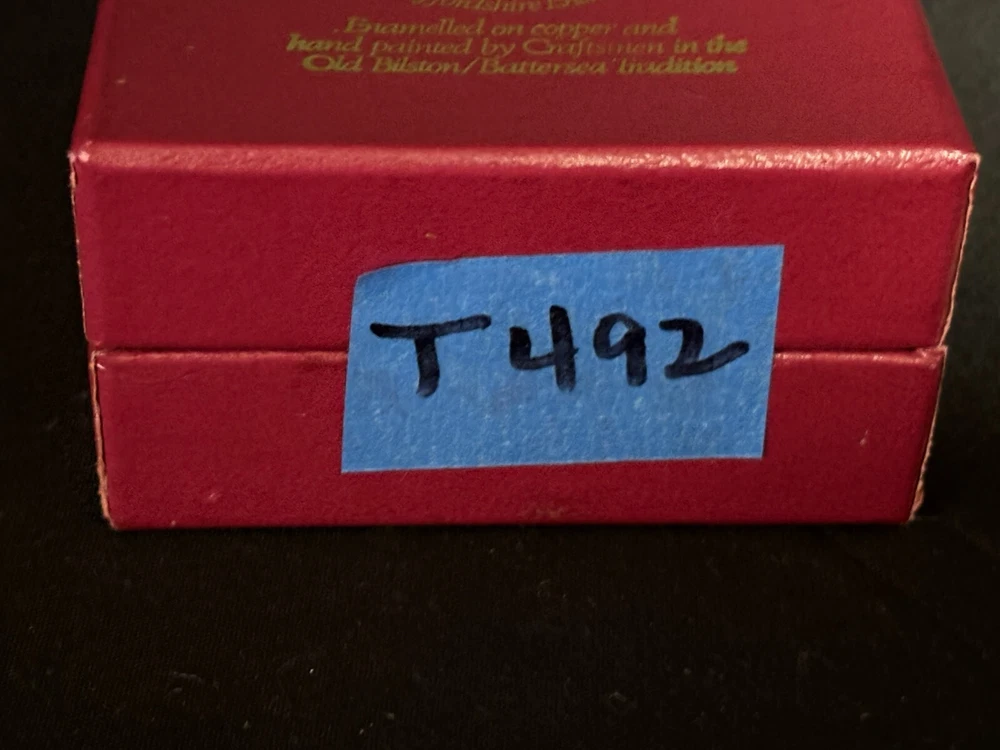 Enamelled on copper and
hand painted by Craftsmen in the
Old Bilston/Battersea tradition
T492